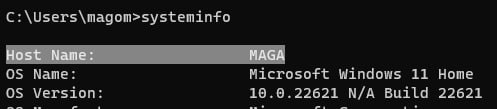 C:\Users\magom>systeminfo
Host Name: MAGA
OS Name: Microsoft Windows 11 Home
OS Version: 10.0.22621 N/A Build 22621